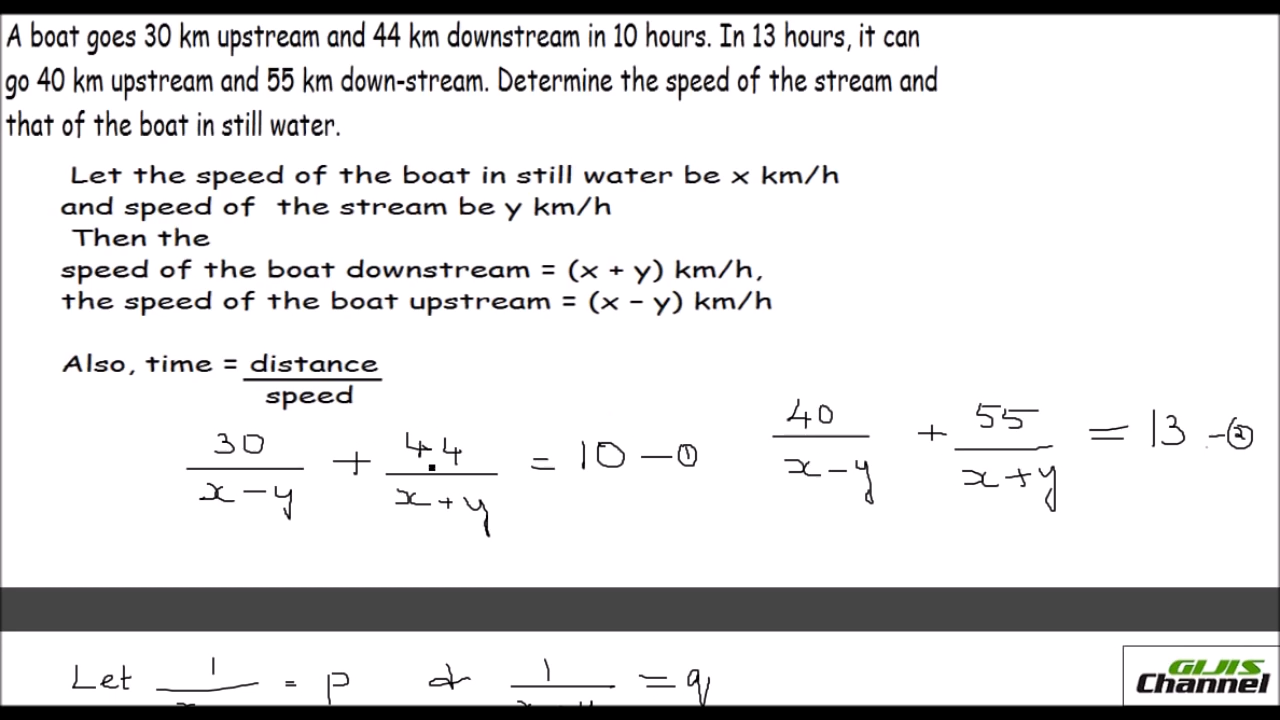 A boat goes 30 km upstream and 44 km downstream in 10 hours. In 13 hours, it can
go 40 km upstream and 55 km down-stream. Determine the speed of the stream and
that of the boat in still water.
Let the speed of the boat in still water be x km/h
and speed of the stream be y km/h
Then the
speed of the boat downstream = (x + y) km/h,
the speed of the boat upstream = (x - y) km/h
Also, time = distance
speed
30 + 44 = 10 — ①
x - y x + y
40 + 55 = 13 - ②
x - y x + y
Let 1 = p & 1 = q
GIJIS
Channel